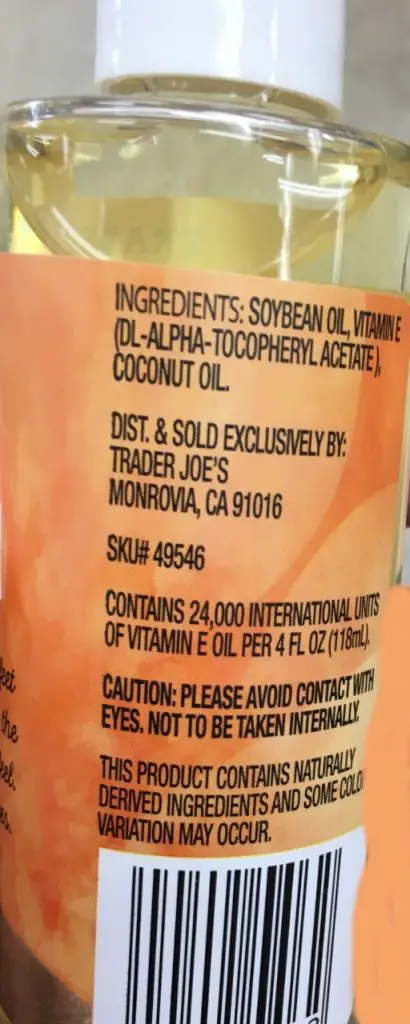 INGREDIENTS: SOYBEAN OIL, VITAMIN E
(DL-ALPHA-TOCOPHERYL ACETATE ),
COCONUT OIL.
DIST. & SOLD EXCLUSIVELY BY:
TRADER JOE'S
MONROVIA, CA 91016
SKU# 49546
CONTAINS 24,000 INTERNATIONAL UNITS
OF VITAMIN E OIL PER 4 FL OZ (118mL).
CAUTION: PLEASE AVOID CONTACT WITH
EYES. NOT TO BE TAKEN INTERNALLY.
THIS PRODUCT CONTAINS NATURALLY
DERIVED INGREDIENTS AND SOME COLO
VARIATION MAY OCCUR.
the